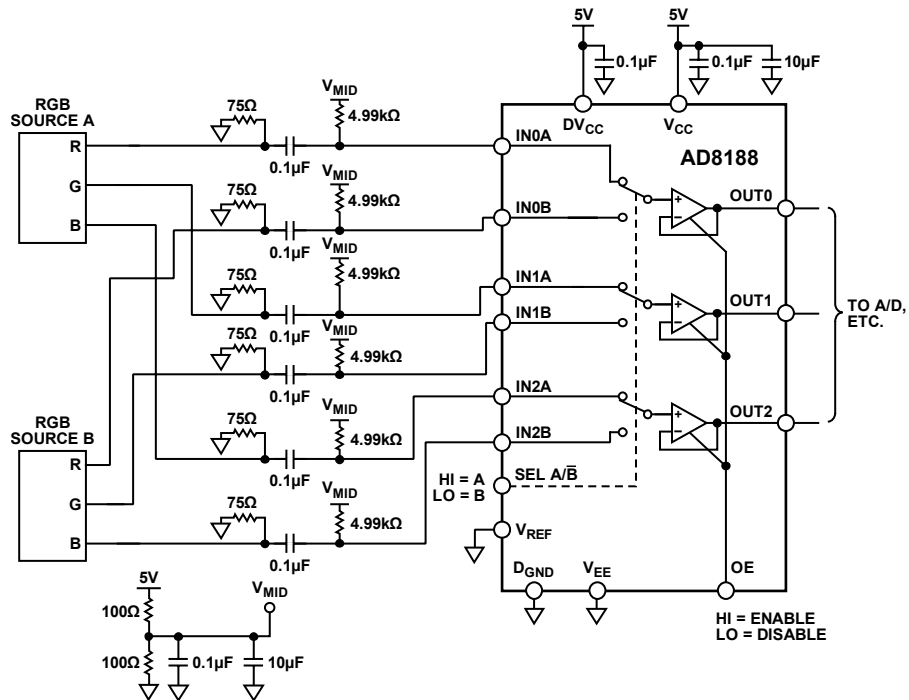 5V
5V
0.1µF
0.1µF
10µF
RGB
SOURCE A
R
G
B
75Ω
0.1µF
VMID
4.99kΩ
75Ω
0.1µF
VMID
4.99kΩ
75Ω
0.1µF
VMID
4.99kΩ
75Ω
0.1µF
VMID
4.99kΩ
75Ω
0.1µF
VMID
4.99kΩ
75Ω
0.1µF
VMID
4.99kΩ
RGB
SOURCE B
R
G
B
DVCC
VCC
AD8188
IN0A
IN0B
IN1A
IN1B
IN2A
IN2B
+
–
OUT0
+
–
OUT1
+
–
OUT2
TO A/D,
ETC.
HI = A
LO = B
SEL A/B̅
VREF
DGND
VEE
OE
HI = ENABLE
LO = DISABLE
5V
100Ω
100Ω
VMID
0.1µF
10µF